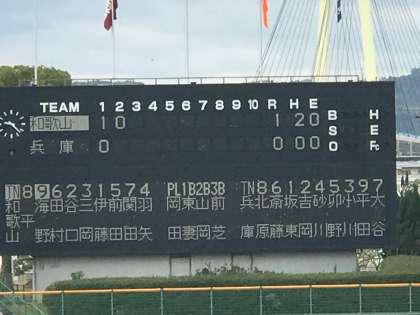 TEAM 1 2 3 4 5 6 7 8 9 10 R H E
和歌山 1 0 1 2 0 B H
兵庫 0 0 0 0 S E
O Fc
TN 8 9 6 2 3 1 5 7 4 PL 1B 2B 3B TN 8 6 1 2 4 5 3 9 7
和歌山 海野 田村 谷口 三岡 伊藤 前田 関田 羽矢 岡田 東妻 山岡 前芝 兵庫 北原 斎藤 坂東 吉岡 砂川 卯野 小川 平田 大谷
平